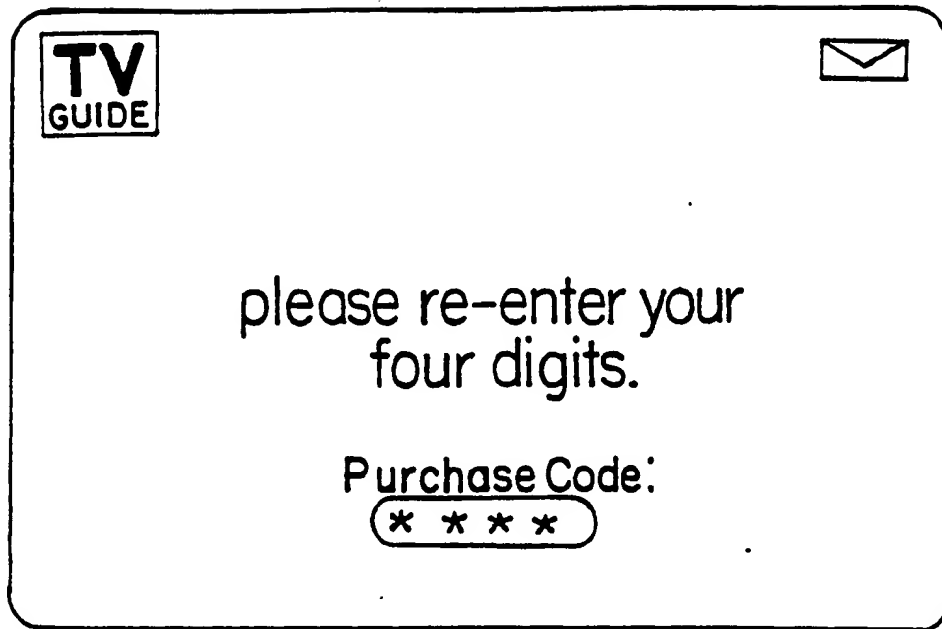 TV
GUIDE
please re-enter your
four digits.
Purchase Code:
* * * *